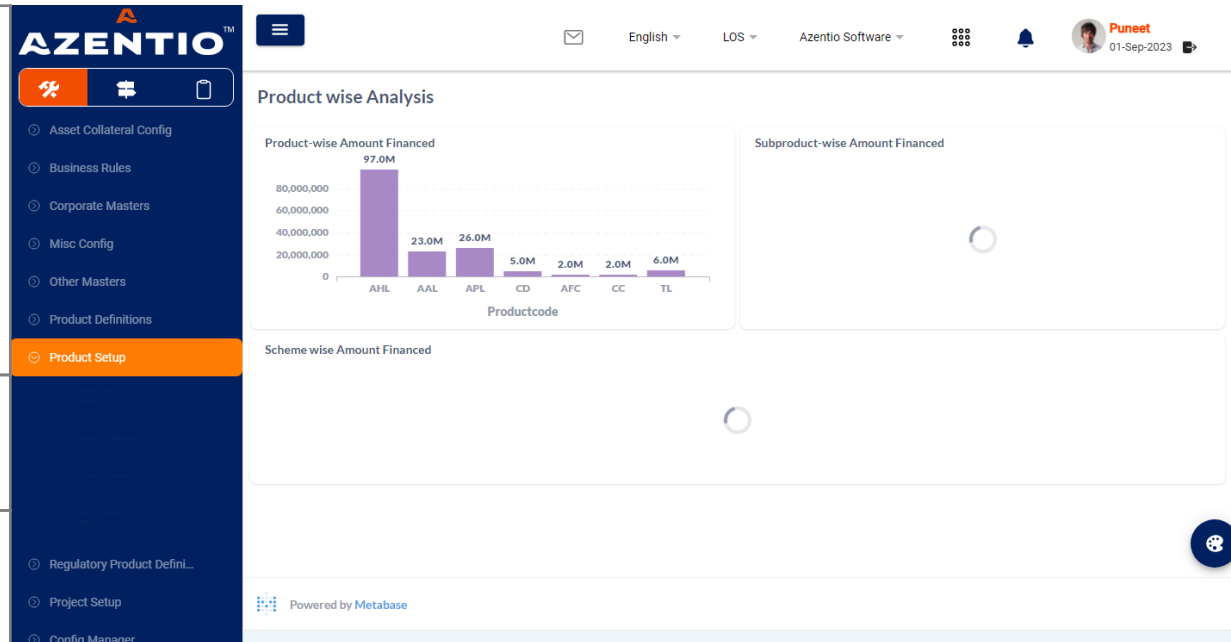 AZENTIO™
English
LOS
Azentio Software
Puneet
01-Sep-2023
Asset Collateral Config
Business Rules
Corporate Masters
Misc Config
Other Masters
Product Definitions
Product Setup
Regulatory Product Defini...
Project Setup
Config Manager
Product wise Analysis
Product-wise Amount Financed
97.0M
80,000,000
60,000,000
40,000,000
20,000,000
0
23.0M
26.0M
5.0M
2.0M
2.0M
6.0M
AHL
AAL
APL
CD
AFC
CC
TL
Productcode
Subproduct-wise Amount Financed
Scheme wise Amount Financed
Powered by Metabase